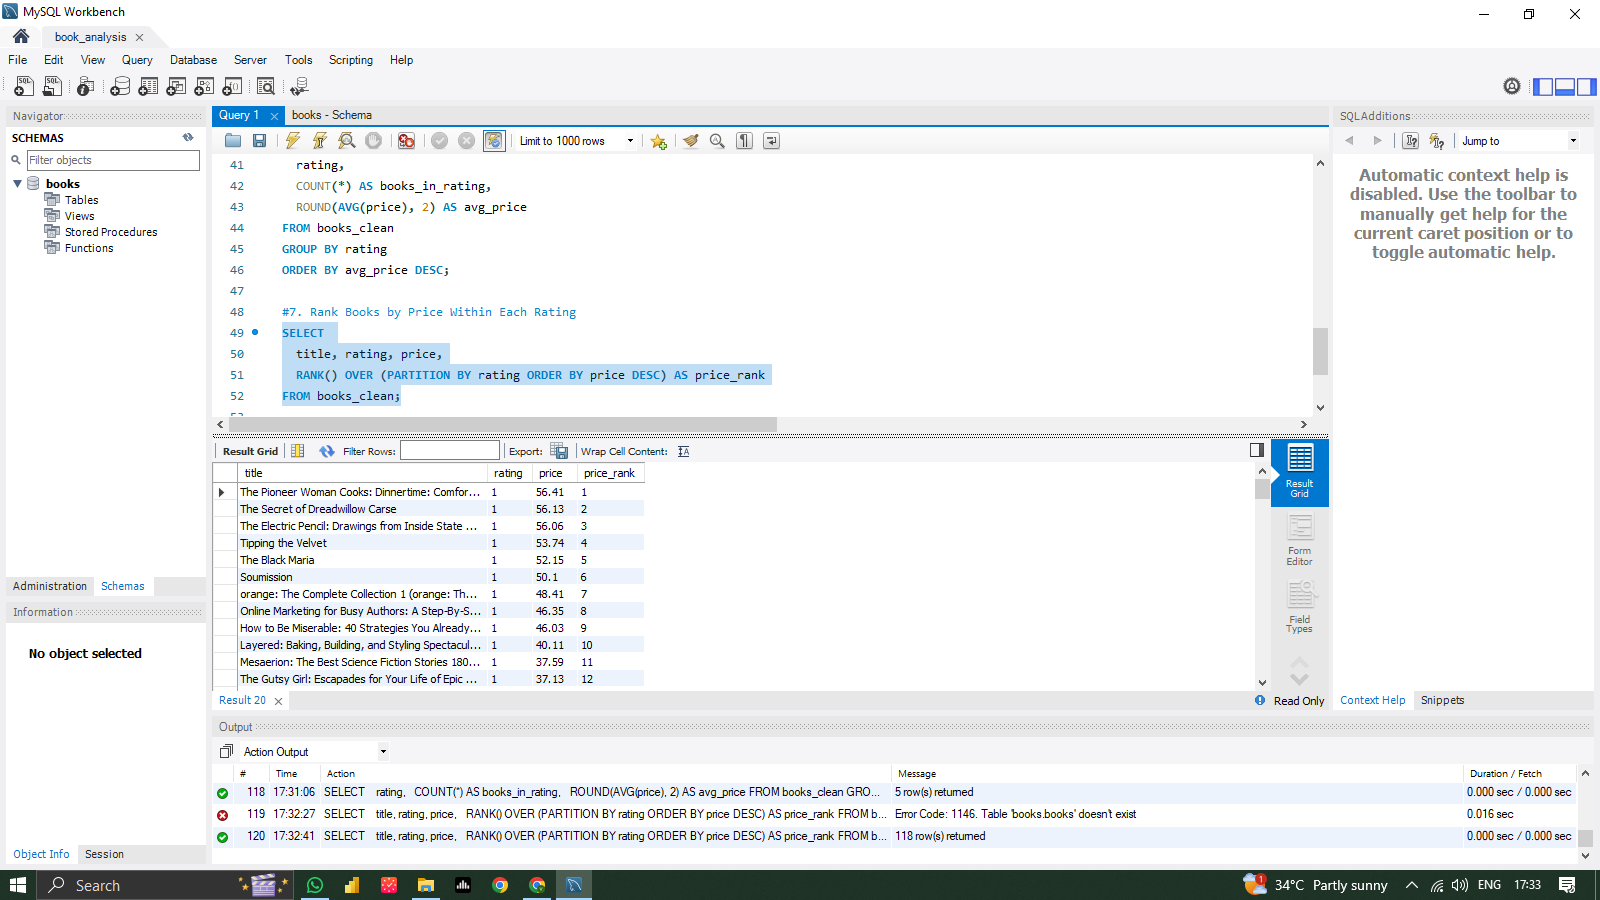 MySQL Workbench
book_analysis
File Edit View Query Database Server Tools Scripting Help
Navigator
SCHEMAS
Filter objects
books
Tables
Views
Stored Procedures
Functions
Administration Schemas
Information
No object selected
Object Info Session
Query 1 books - Schema
Limit to 1000 rows
41 rating,
42 COUNT(*) AS books_in_rating,
43 ROUND(AVG(price), 2) AS avg_price
44 FROM books_clean
45 GROUP BY rating
46 ORDER BY avg_price DESC;
47
48 #7. Rank Books by Price Within Each Rating
49 SELECT
50 title, rating, price,
51 RANK() OVER (PARTITION BY rating ORDER BY price DESC) AS price_rank
52 FROM books_clean;
Result Grid Filter Rows: Export: Wrap Cell Content:
title rating price price_rank
The Pioneer Woman Cooks: Dinnertime: Comfor... 1 56.41 1
The Secret of Dreadwillow Carse 1 56.13 2
The Electric Pencil: Drawings from Inside State ... 1 56.06 3
Tipping the Velvet 1 53.74 4
The Black Maria 1 52.15 5
Soumission 1 50.1 6
orange: The Complete Collection 1 (orange: Th... 1 48.41 7
Online Marketing for Busy Authors: A Step-By-S... 1 46.35 8
How to Be Miserable: 40 Strategies You Already... 1 46.03 9
Layered: Baking, Building, and Styling Spectacul... 1 40.11 10
Mesaerion: The Best Science Fiction Stories 180... 1 37.59 11
The Gutsy Girl: Escapades for Your Life of Epic ... 1 37.13 12
Result Grid
Form Editor
Field Types
Result 20
Read Only
SQLAdditions
Jump to
Automatic context help is
disabled. Use the toolbar to
manually get help for the
current caret position or to
toggle automatic help.
Context Help Snippets
Output
Action Output
# Time Action Message Duration / Fetch
118 17:31:06 SELECT rating, COUNT(*) AS books_in_rating, ROUND(AVG(price), 2) AS avg_price FROM books_clean GRO... 5 row(s) returned 0.000 sec / 0.000 sec
119 17:32:27 SELECT title, rating, price, RANK() OVER (PARTITION BY rating ORDER BY price DESC) AS price_rank FROM b... Error Code: 1146. Table 'books.books' doesn't exist 0.016 sec
120 17:32:41 SELECT title, rating, price, RANK() OVER (PARTITION BY rating ORDER BY price DESC) AS price_rank FROM b... 118 row(s) returned 0.000 sec / 0.000 sec
Search
1 34°C Partly sunny ENG 17:33